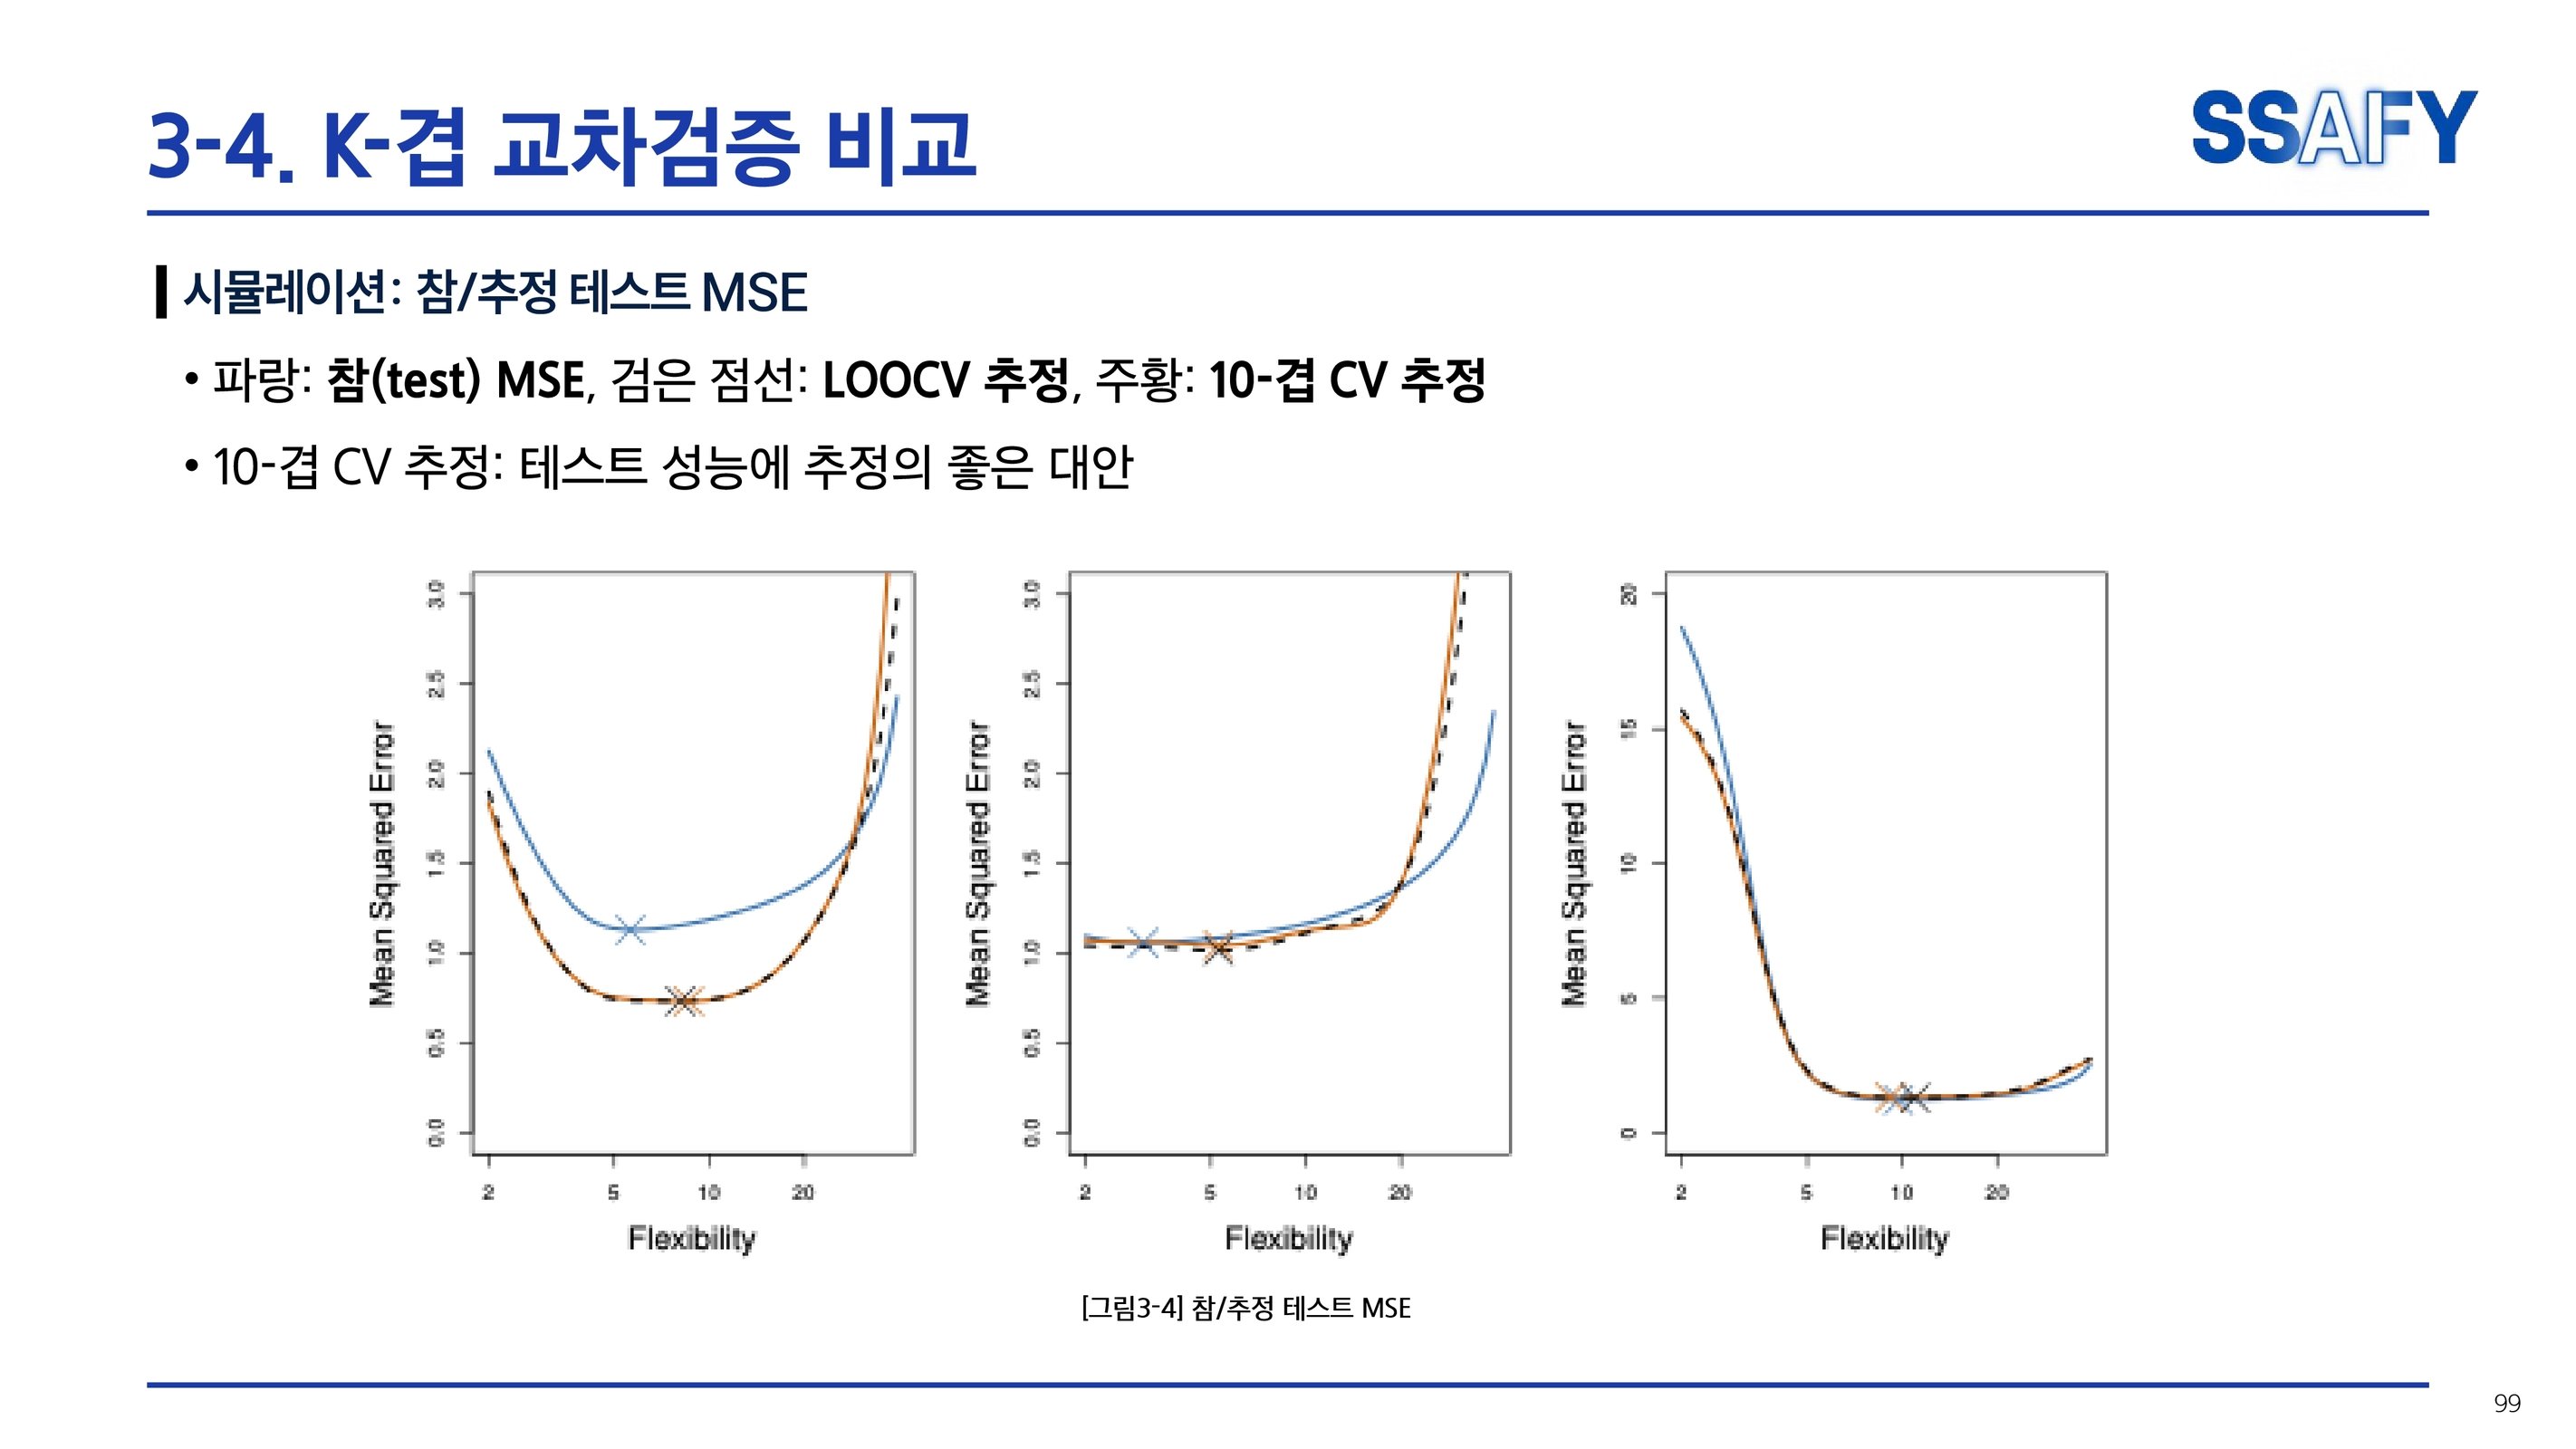 3-4. K-겹 교차검증 비교
SSAFY
시뮬레이션: 참/추정 테스트 MSE
• 파랑: 참(test) MSE, 검은 점선: LOOCV 추정, 주황: 10-겹 CV 추정
• 10-겹 CV 추정: 테스트 성능에 추정의 좋은 대안
Mean Squared Error
0.0 0.5 1.0 1.5 2.0 2.5 3.0
2 5 10 20
Flexibility
Mean Squared Error
0.0 0.5 1.0 1.5 2.0 2.5 3.0
2 5 10 20
Flexibility
Mean Squared Error
0 5 10 15 20
2 5 10 20
Flexibility
[그림3-4] 참/추정 테스트 MSE
99